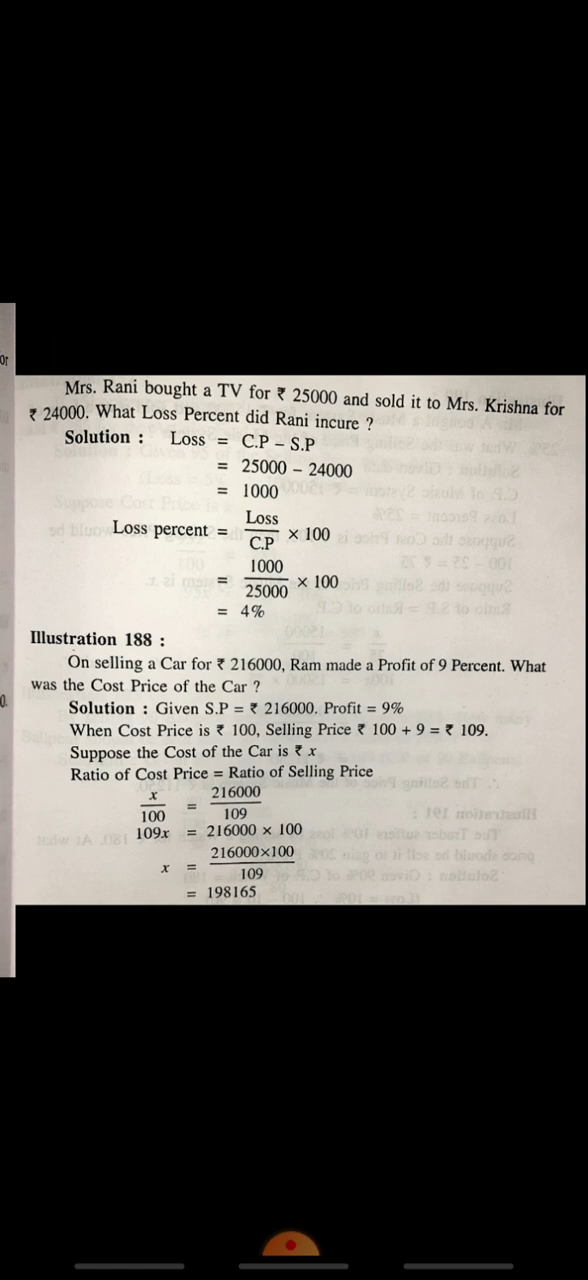 or
Mrs. Rani bought a TV for ₹ 25000 and sold it to Mrs. Krishna for
₹ 24000. What Loss Percent did Rani incure ?
Solution : Loss = C.P – S.P
= 25000 – 24000
= 1000
Loss percent = Loss/C.P × 100
= 1000/25000 × 100
= 4%
Illustration 188 :
On selling a Car for ₹ 216000, Ram made a Profit of 9 Percent. What
was the Cost Price of the Car ?
0.
Solution : Given S.P = ₹ 216000. Profit = 9%
When Cost Price is ₹ 100, Selling Price ₹ 100 + 9 = ₹ 109.
Suppose the Cost of the Car is ₹ x
Ratio of Cost Price = Ratio of Selling Price
x/100 = 216000/109
109x = 216000 × 100
x = 216000×100/109
= 198165